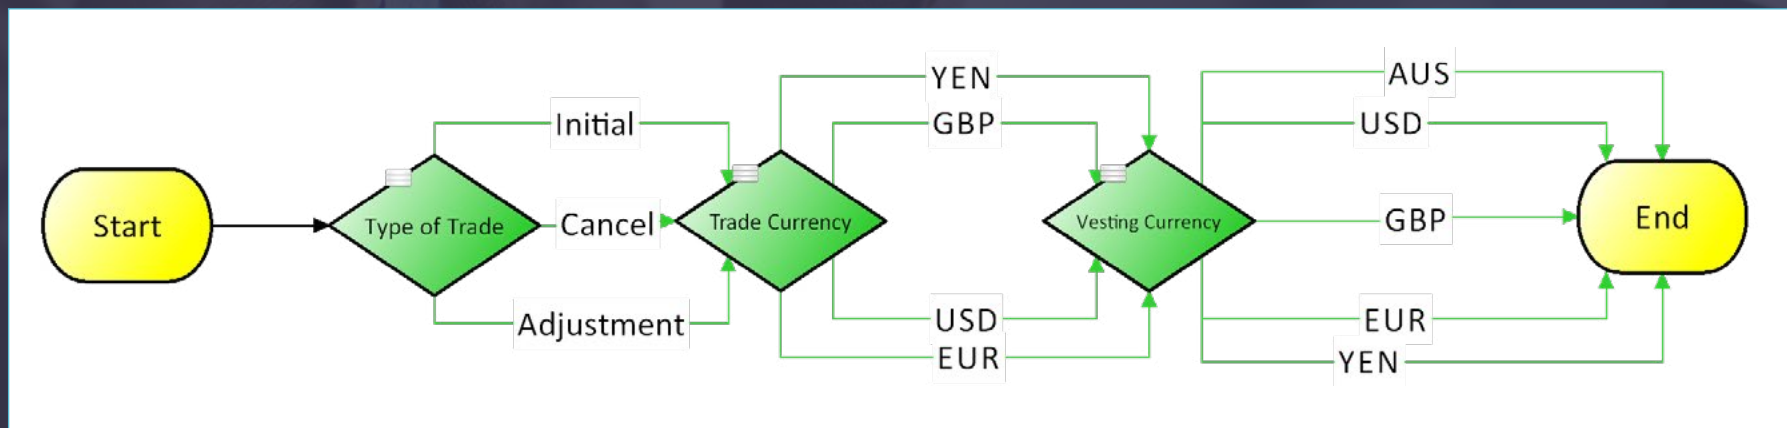 Start
Type of Trade
Initial
Cancel
Adjustment
Trade Currency
YEN
GBP
USD
EUR
Vesting Currency
AUS
USD
GBP
EUR
YEN
End